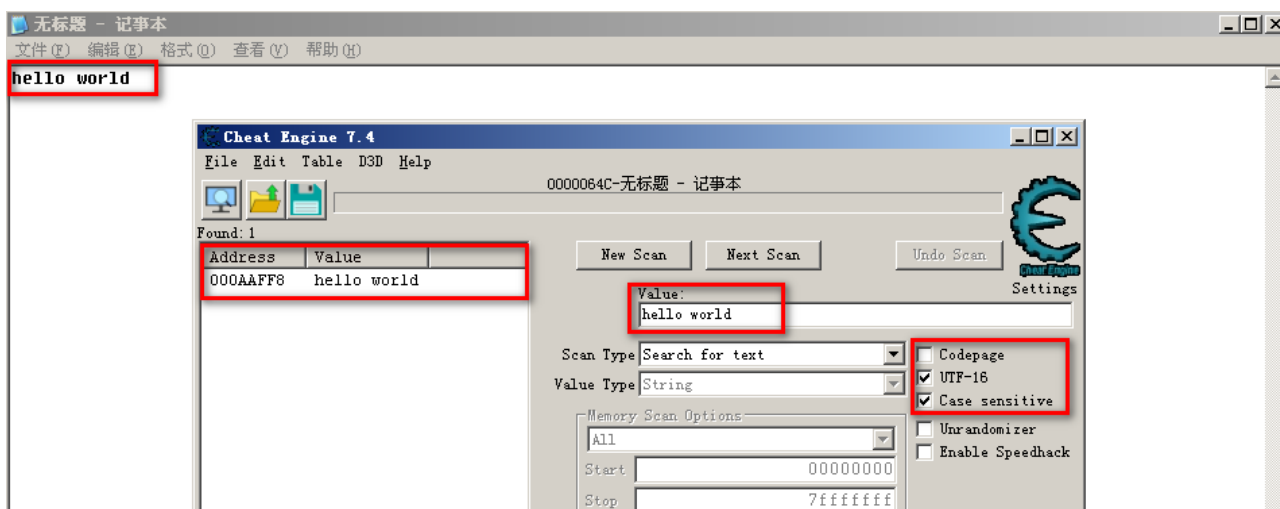 无标题 - 记事本
文件(F) 编辑(E) 格式(O) 查看(V) 帮助(H)
hello world
Cheat Engine 7.4
File Edit Table D3D Help
0000064C-无标题 - 记事本
Found: 1
Address Value
000AAFF8 hello world
New Scan Next Scan Undo Scan
Cheat Engine
Settings
Value:
hello world
Scan Type Search for text
Value Type String
Codepage
UTF-16
Case sensitive
Memory Scan Options
All
Unrandomizer
Enable Speedhack
Start 00000000
Stop 7fffffff